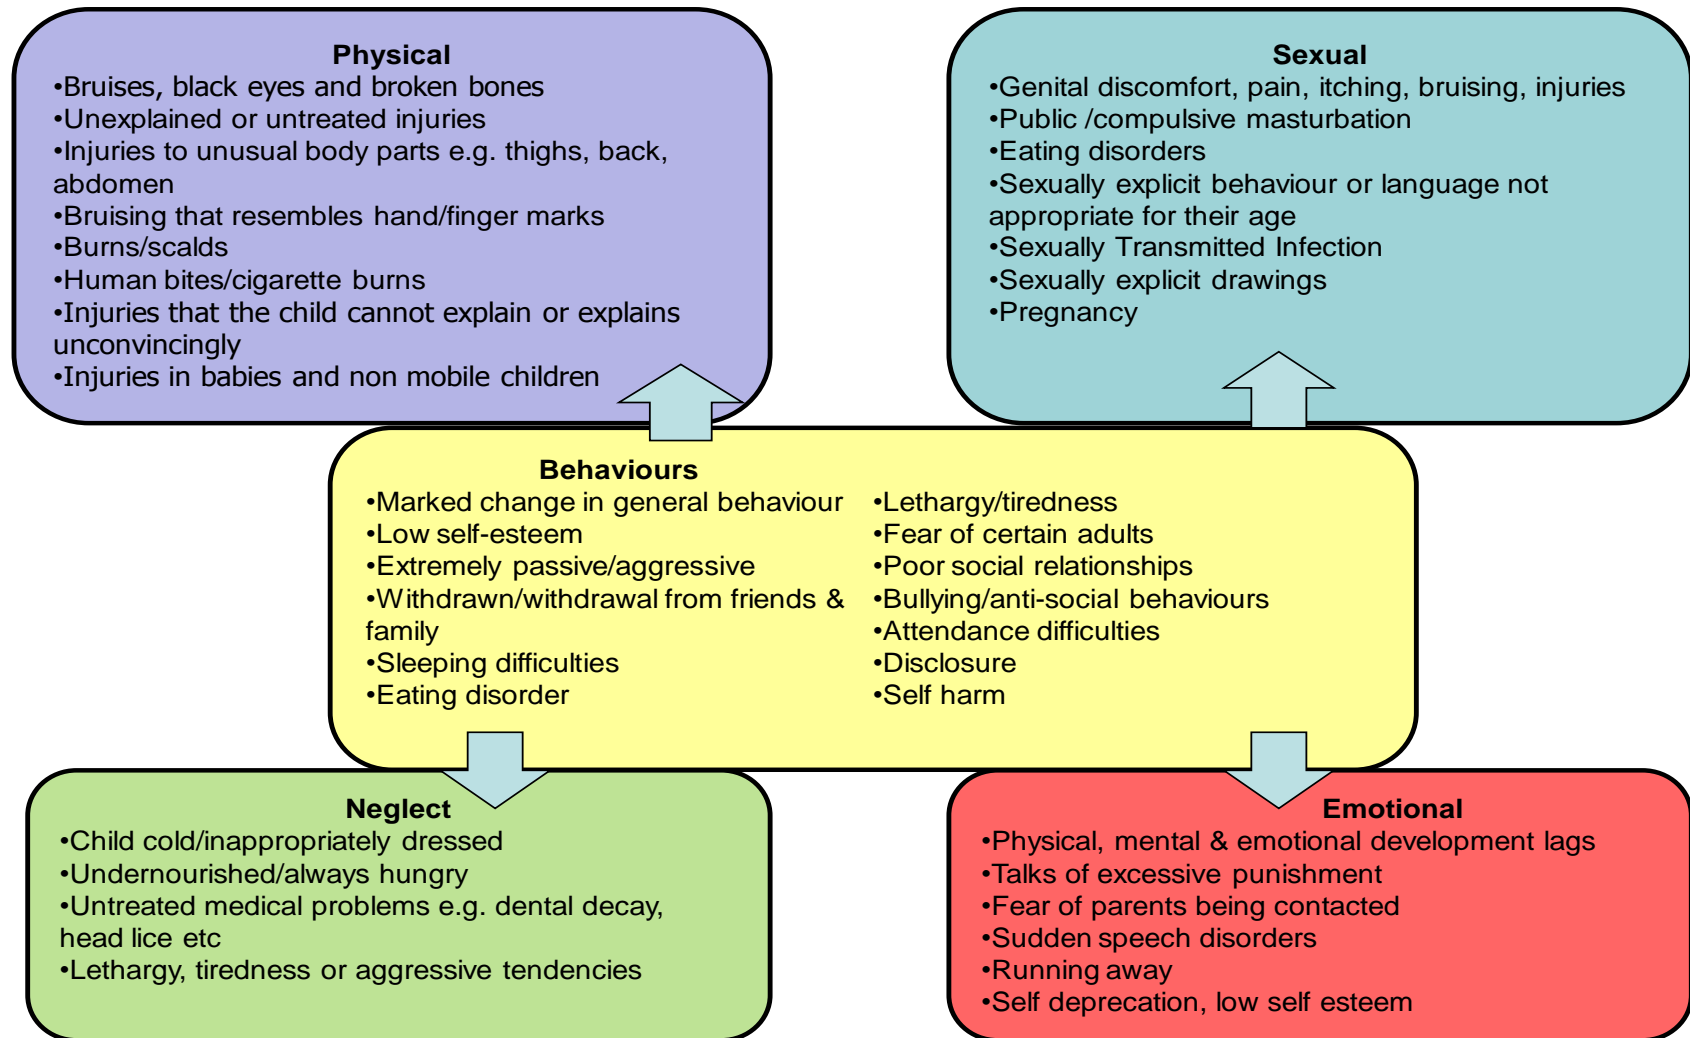 Physical
•Bruises, black eyes and broken bones
•Unexplained or untreated injuries
•Injuries to unusual body parts e.g. thighs, back,
abdomen
•Bruising that resembles hand/finger marks
•Burns/scalds
•Human bites/cigarette burns
•Injuries that the child cannot explain or explains
unconvincingly
•Injuries in babies and non mobile children
Sexual
•Genital discomfort, pain, itching, bruising, injuries
•Public /compulsive masturbation
•Eating disorders
•Sexually explicit behaviour or language not
appropriate for their age
•Sexually Transmitted Infection
•Sexually explicit drawings
•Pregnancy
Behaviours
•Marked change in general behaviour
•Low self-esteem
•Extremely passive/aggressive
•Withdrawn/withdrawal from friends &
family
•Sleeping difficulties
•Eating disorder
•Lethargy/tiredness
•Fear of certain adults
•Poor social relationships
•Bullying/anti-social behaviours
•Attendance difficulties
•Disclosure
•Self harm
Neglect
•Child cold/inappropriately dressed
•Undernourished/always hungry
•Untreated medical problems e.g. dental decay,
head lice etc
•Lethargy, tiredness or aggressive tendencies
Emotional
•Physical, mental & emotional development lags
•Talks of excessive punishment
•Fear of parents being contacted
•Sudden speech disorders
•Running away
•Self deprecation, low self esteem